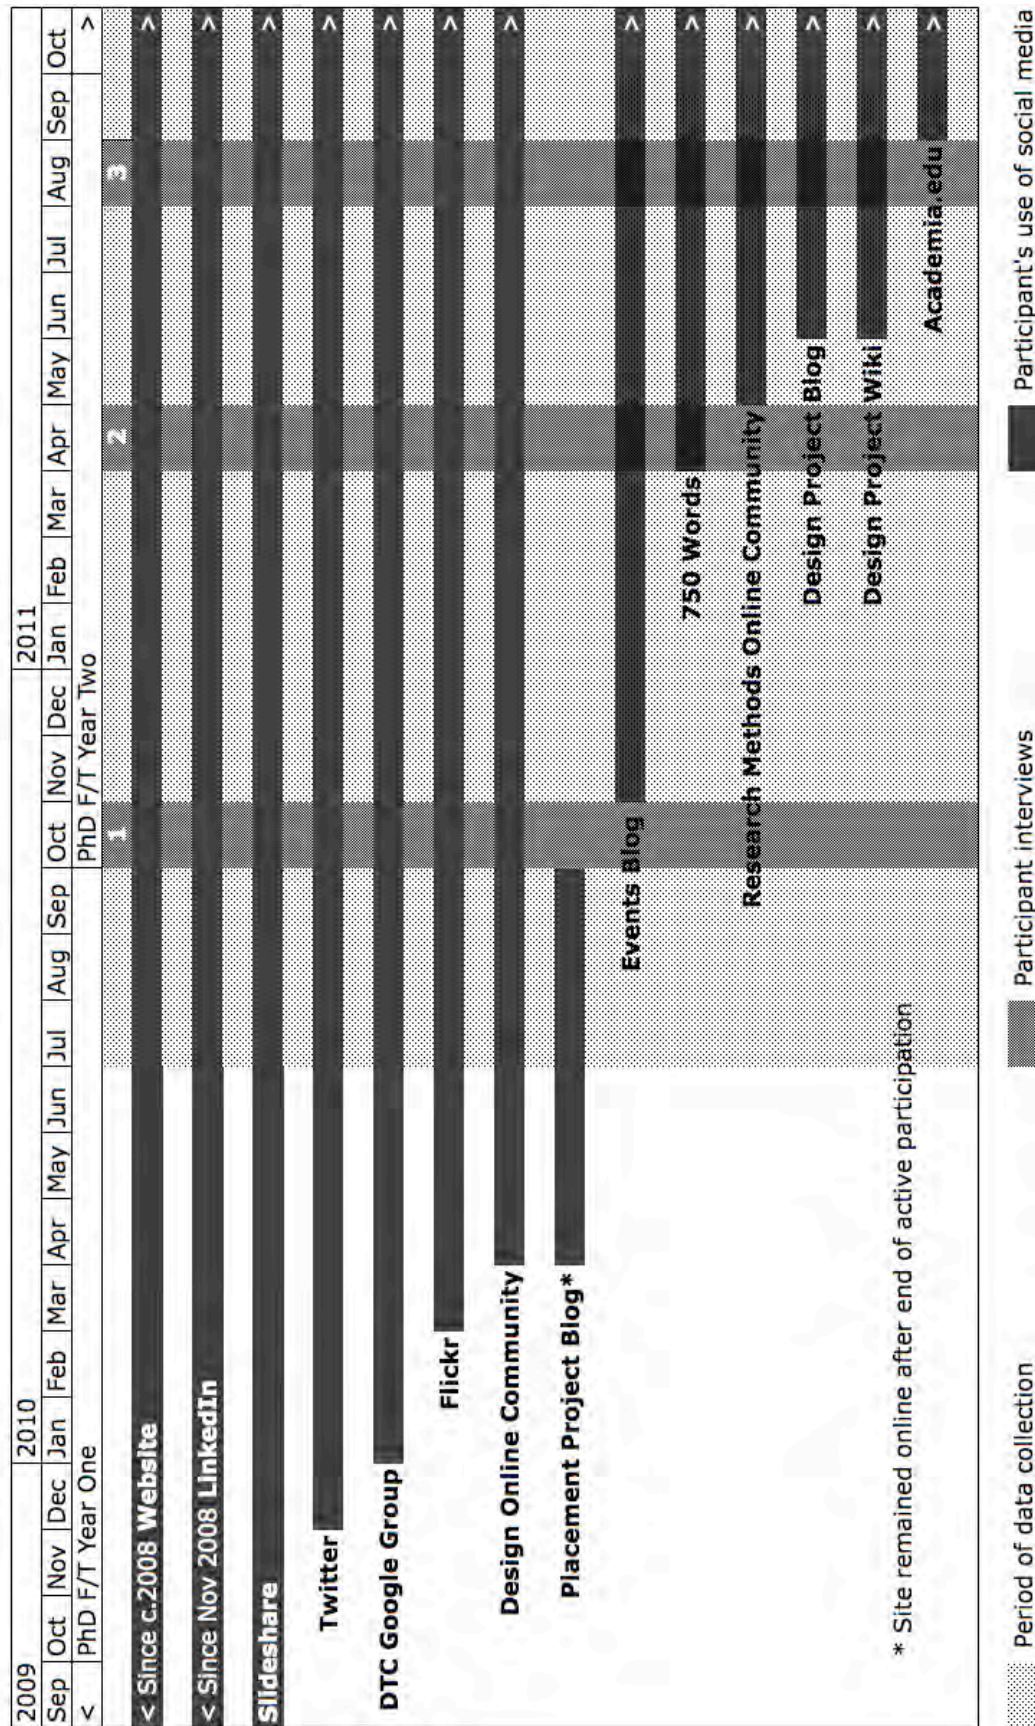 2009 2010 2011
Sep Oct Nov Dec Jan Feb Mar Apr May Jun Jul Aug Sep Oct Nov Dec Jan Feb Mar Apr May Jun Jul Aug Sep Oct
< PhD F/T Year One PhD F/T Year Two >
1 2 3
< Since c.2008 Website >
< Since Nov 2008 LinkedIn >
Slideshare >
Twitter >
DTC Google Group >
Flickr >
Design Online Community >
Placement Project Blog*
Events Blog >
750 Words >
Research Methods Online Community >
Design Project Blog >
Design Project Wiki >
* Site remained online after end of active participation
Academia.edu >
Period of data collection Participant interviews Participant's use of social media